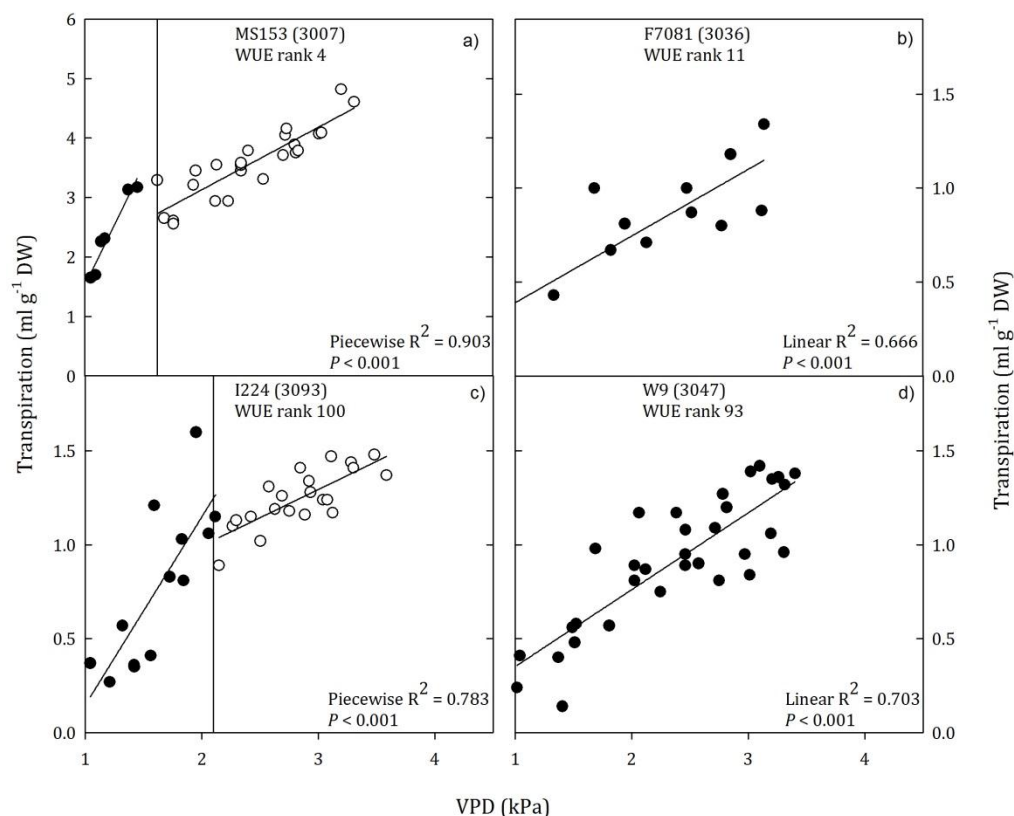 MS153 (3007)
WUE rank 4
a)
6
5
4
3
2
1
0
Piecewise R² = 0.903
P < 0.001
F7081 (3036)
WUE rank 11
b)
1.5
1.0
0.5
0.0
Linear R² = 0.666
P < 0.001
I224 (3093)
WUE rank 100
c)
1.5
1.0
0.5
0.0
Piecewise R² = 0.783
P < 0.001
1
2
3
4
W9 (3047)
WUE rank 93
d)
1.5
1.0
0.5
0.0
Linear R² = 0.703
P < 0.001
1
2
3
4
Transpiration (ml g⁻¹ DW)
Transpiration (ml g⁻¹ DW)
VPD (kPa)